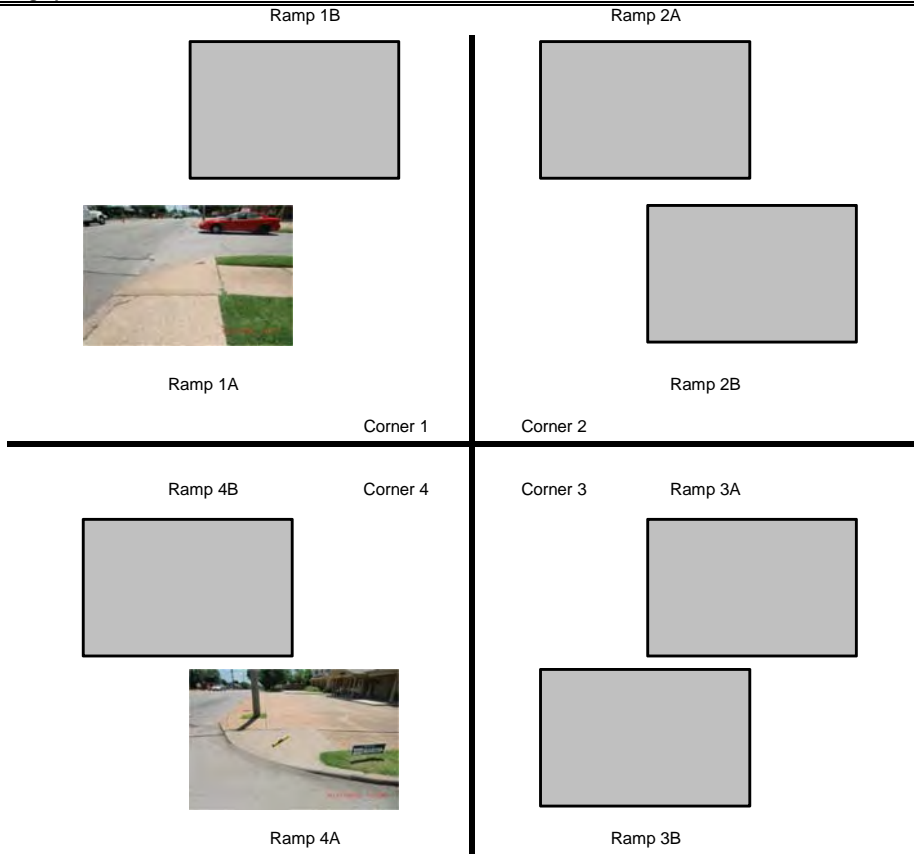 Ramp 1B
Ramp 2A
Ramp 1A
Ramp 2B
Corner 1
Corner 2
Ramp 4B
Corner 4
Corner 3
Ramp 3A
Ramp 4A
Ramp 3B